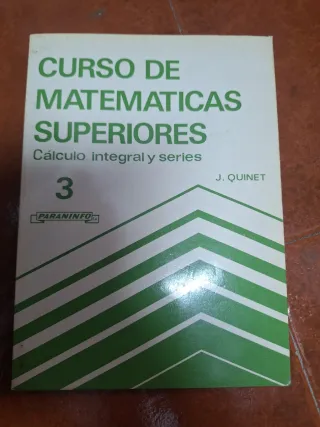 CURSO DE
MATEMATICAS
SUPERIORES
Cálculo integral y series
3
J. QUINET
PARANINFO